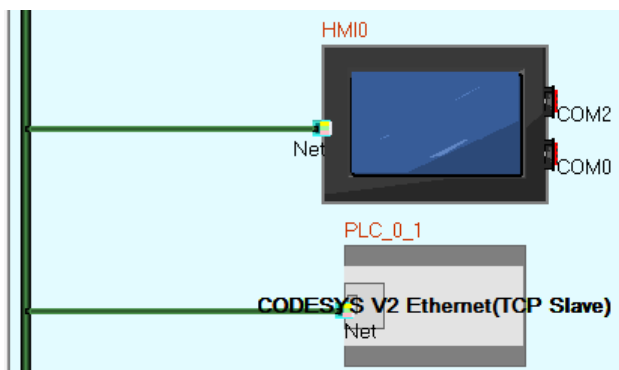 HMI0
COM2
Net
COM0
PLC_0_1
CODESYS V2 Ethernet(TCP Slave)
Net